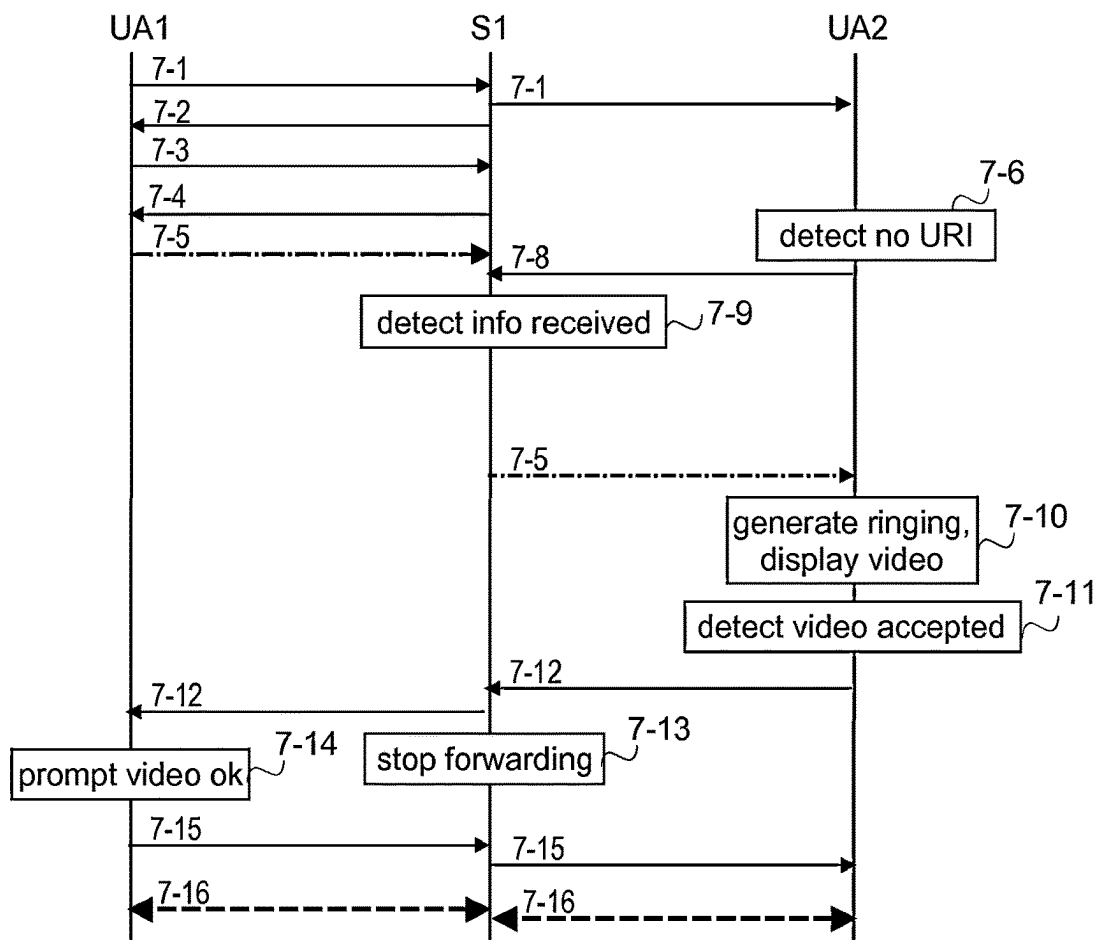 UA1 S1 UA2
7-1
7-1
7-2
7-3
7-4
7-6
detect no URI
7-5
7-8
detect info received 7-9
7-5
generate ringing,
display video
7-10
7-11
detect video accepted
7-12
7-12
7-14
prompt video ok
7-13
stop forwarding
7-15
7-15
7-16
7-16